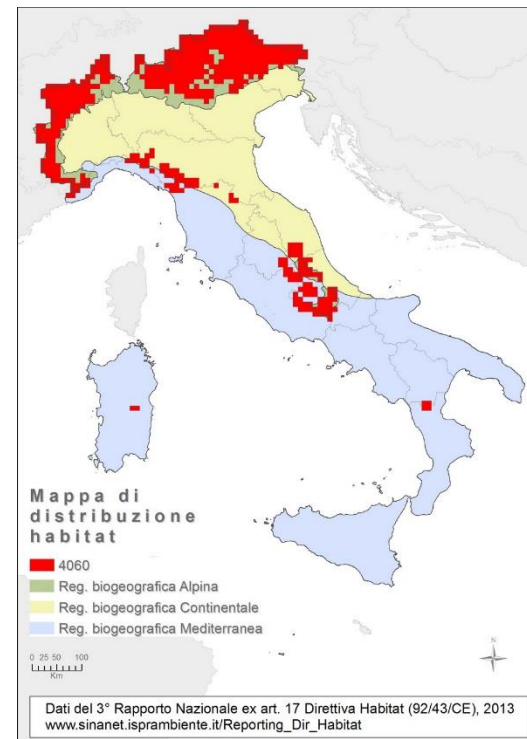 Mappa di
distribuzione
habitat
4060
Reg. biogeografica Alpina
Reg. biogeografica Continentale
Reg. biogeografica Mediterranea
0 25 50 100
Km
N
Dati del 3° Rapporto Nazionale ex art. 17 Direttiva Habitat (92/43/CE), 2013
www.sinanet.isprambiente.it/Reporting_Dir_Habitat